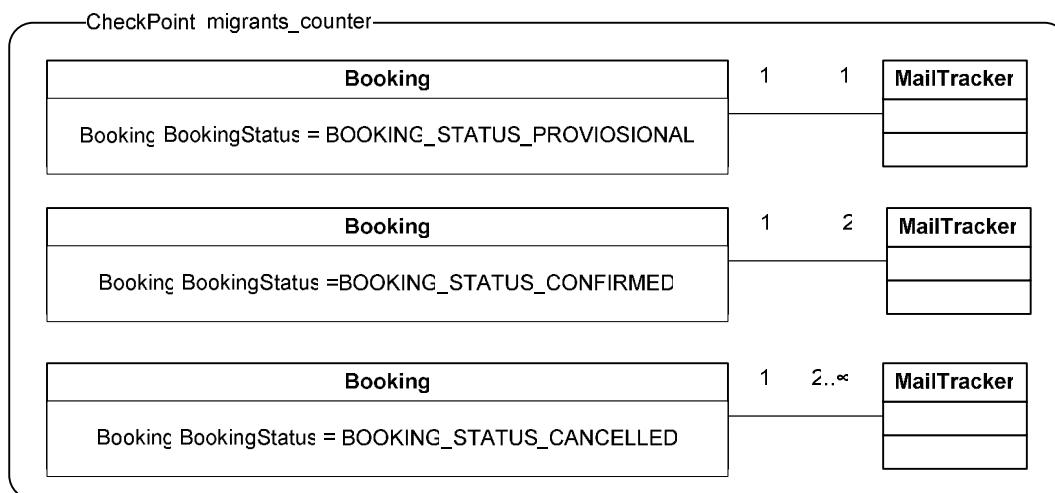 CheckPoint migrants_counter
Booking 1 1 MailTracker
Booking BookingStatus = BOOKING_STATUS_PROVIOSIONAL
Booking 1 2 MailTracker
Booking BookingStatus =BOOKING_STATUS_CONFIRMED
Booking 1 2..∞ MailTracker
Booking BookingStatus = BOOKING_STATUS_CANCELLED